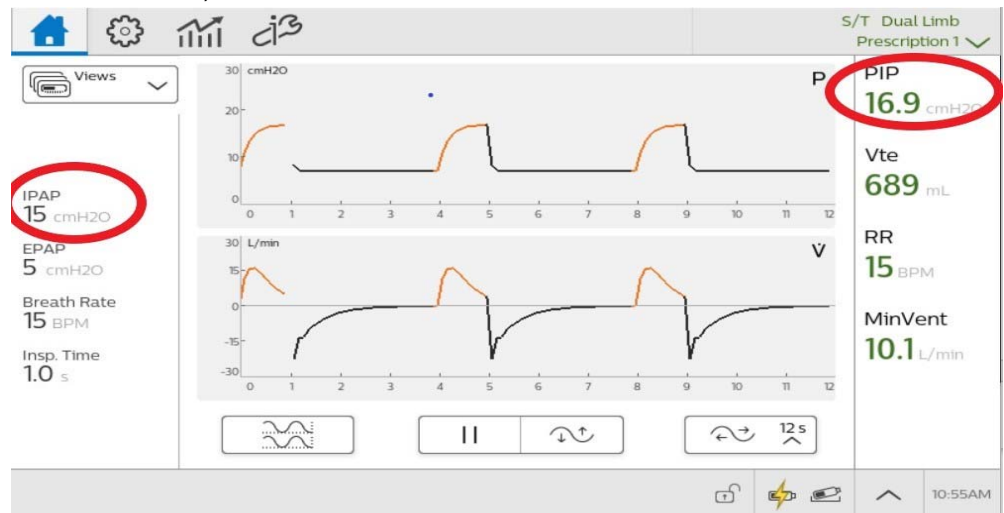 S/T Dual Limb
Prescription 1
Views
30 cmH2O
P
20
10
0
0 1 2 3 4 5 6 7 8 9 10 11 12
IPAP
15 cmH2O
EPAP
5 cmH2O
Breath Rate
15 BPM
Insp. Time
1.0 s
30 L/min
V̇
15
0
-15
-30
0 1 2 3 4 5 6 7 8 9 10 11 12
PIP
16.9 cmH2O
Vte
689 mL
RR
15 BPM
MinVent
10.1 L/min
12 s
10:55AM